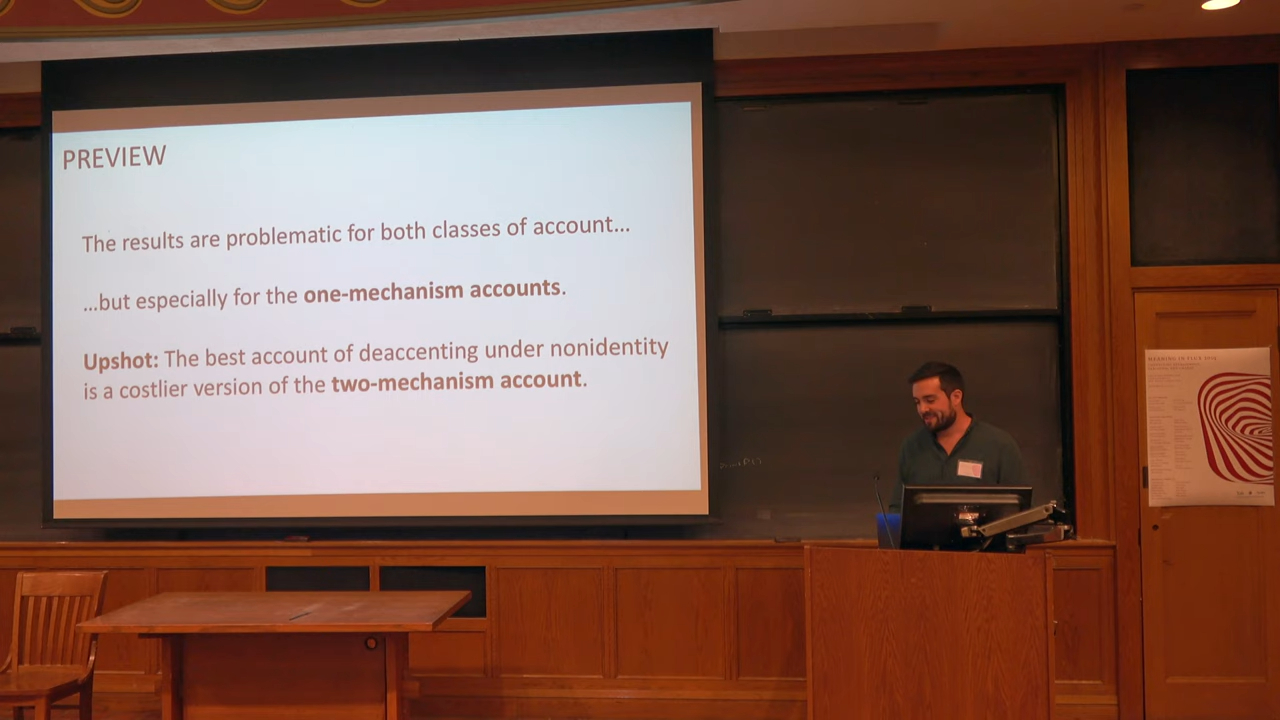 PREVIEW
The results are problematic for both classes of account...
...but especially for the one-mechanism accounts.
Upshot: The best account of deaccenting under nonidentity
is a costlier version of the two-mechanism account.